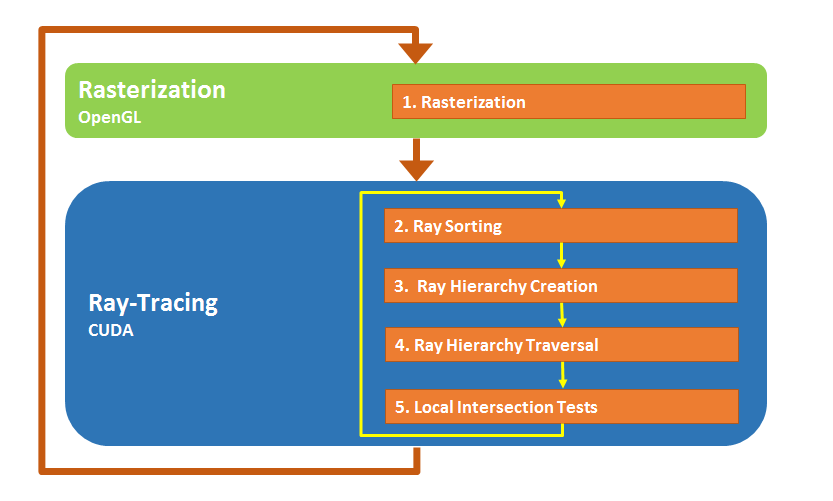 Rasterization
OpenGL
1. Rasterization
2. Ray Sorting
3. Ray Hierarchy Creation
Ray-Tracing
CUDA
4. Ray Hierarchy Traversal
5. Local Intersection Tests